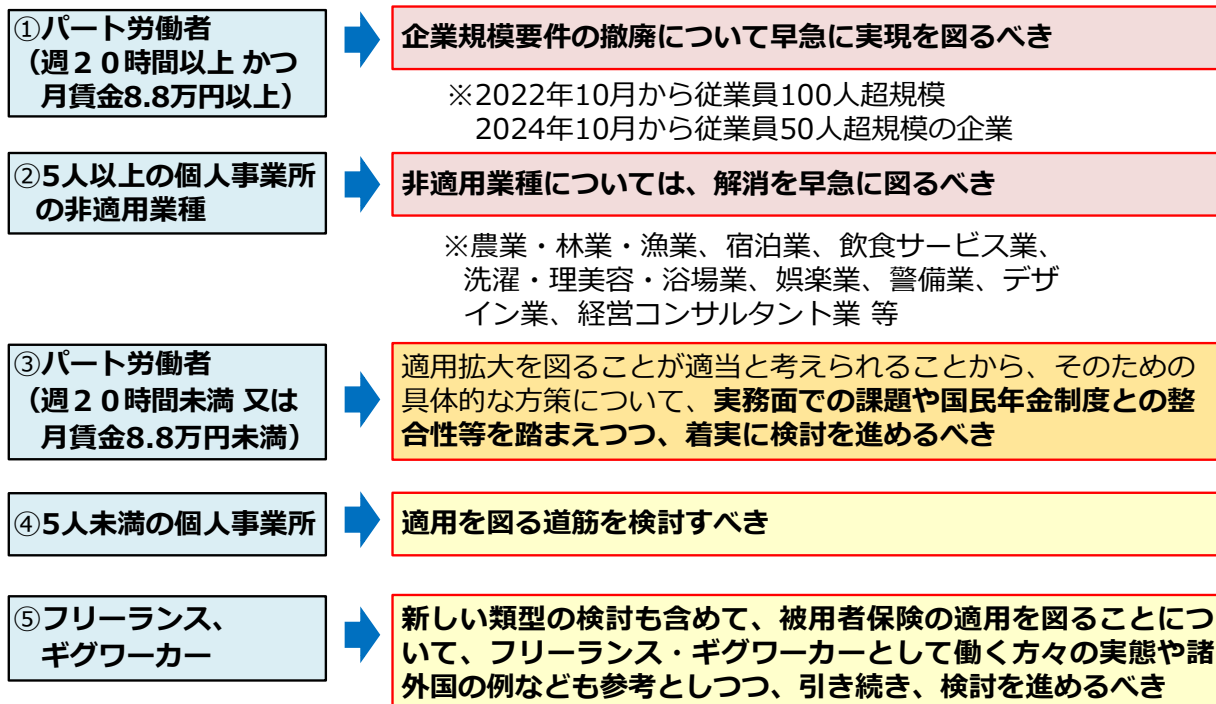 ①パート労働者
（週２０時間以上 かつ
月賃金8.8万円以上）
企業規模要件の撤廃について早急に実現を図るべき
※2022年10月から従業員100人超規模
2024年10月から従業員50人超規模の企業
②5人以上の個人事業所
の非適用業種
非適用業種については、解消を早急に図るべき
※農業・林業・漁業、宿泊業、飲食サービス業、
洗濯・理美容・浴場業、娯楽業、警備業、デザ
イン業、経営コンサルタント業 等
③パート労働者
（週２０時間未満 又は
月賃金8.8万円未満）
適用拡大を図ることが適当と考えられることから、そのための
具体的な方策について、実務面での課題や国民年金制度との整
合性等を踏まえつつ、着実に検討を進めるべき
④5人未満の個人事業所
適用を図る道筋を検討すべき
⑤フリーランス、
ギグワーカー
新しい類型の検討も含めて、被用者保険の適用を図ることにつ
いて、フリーランス・ギグワーカーとして働く方々の実態や諸
外国の例なども参考としつつ、引き続き、検討を進めるべき